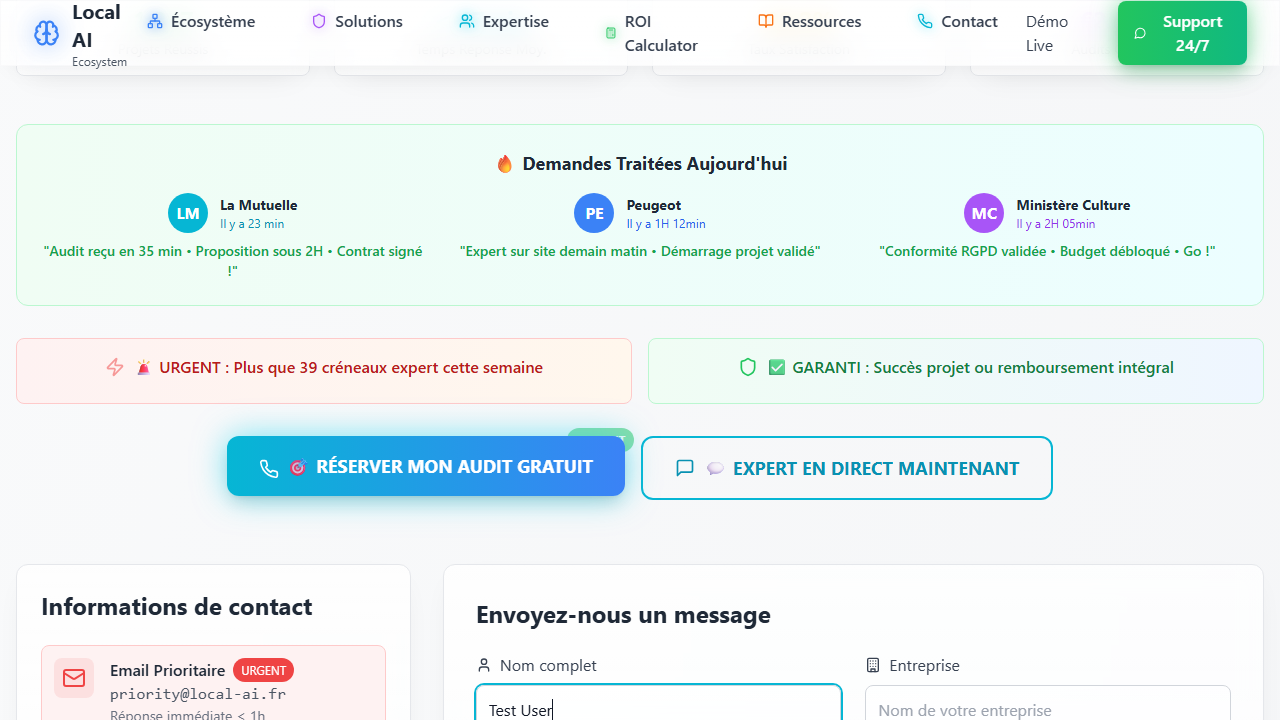 Local
AI
Ecosystem
Écosystème
Solutions
Expertise
ROI
Calculator
Ressources
Contact
Démo
Live
Support
24/7
🔥 Demandes Traitées Aujourd'hui
LM
La Mutuelle
Il y a 23 min
"Audit reçu en 35 min • Proposition sous 2H • Contrat signé
!"
PE
Peugeot
Il y a 1H 12min
"Expert sur site demain matin • Démarrage projet validé"
MC
Ministère Culture
Il y a 2H 05min
"Conformité RGPD validée • Budget débloqué • Go !"
🚨 URGENT : Plus que 39 créneaux expert cette semaine
✅ GARANTI : Succès projet ou remboursement intégral
🎯 RÉSERVER MON AUDIT GRATUIT
💬 EXPERT EN DIRECT MAINTENANT
Informations de contact
Email Prioritaire
URGENT
priority@local-ai.fr
Réponse immédiate < 1h
Envoyez-nous un message
Nom complet
Test User
Entreprise
Nom de votre entreprise